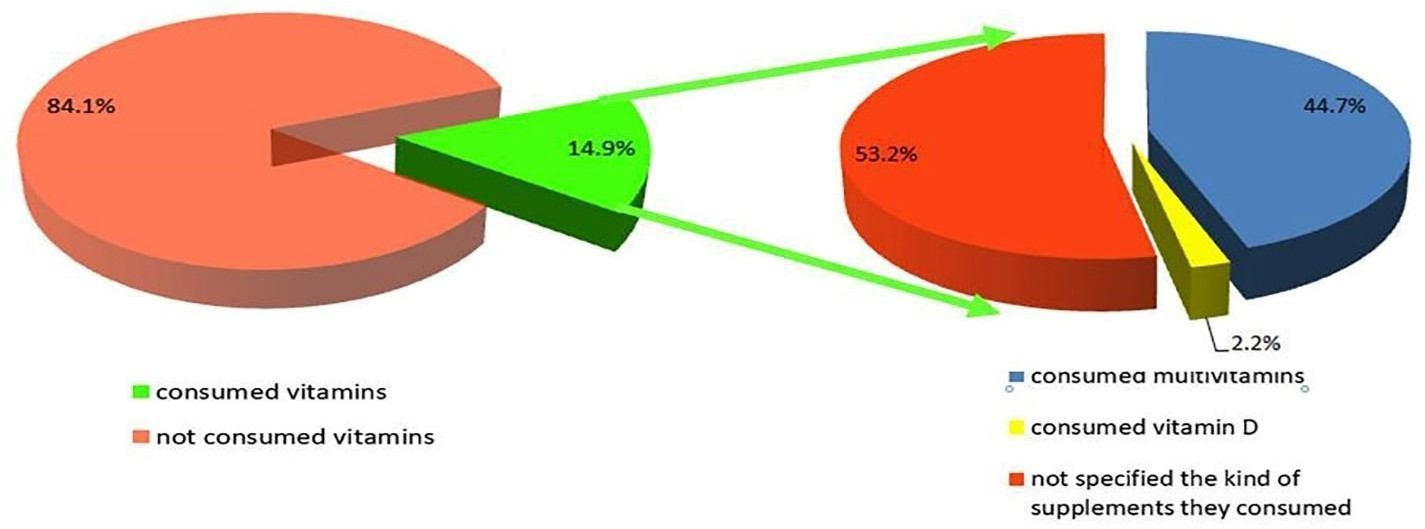 84.1%
14.9%
53.2%
44.7%
2.2%
consumed vitamins
not consumed vitamins
consumed multivitamins
consumed vitamin D
not specified the kind of
supplements they consumed